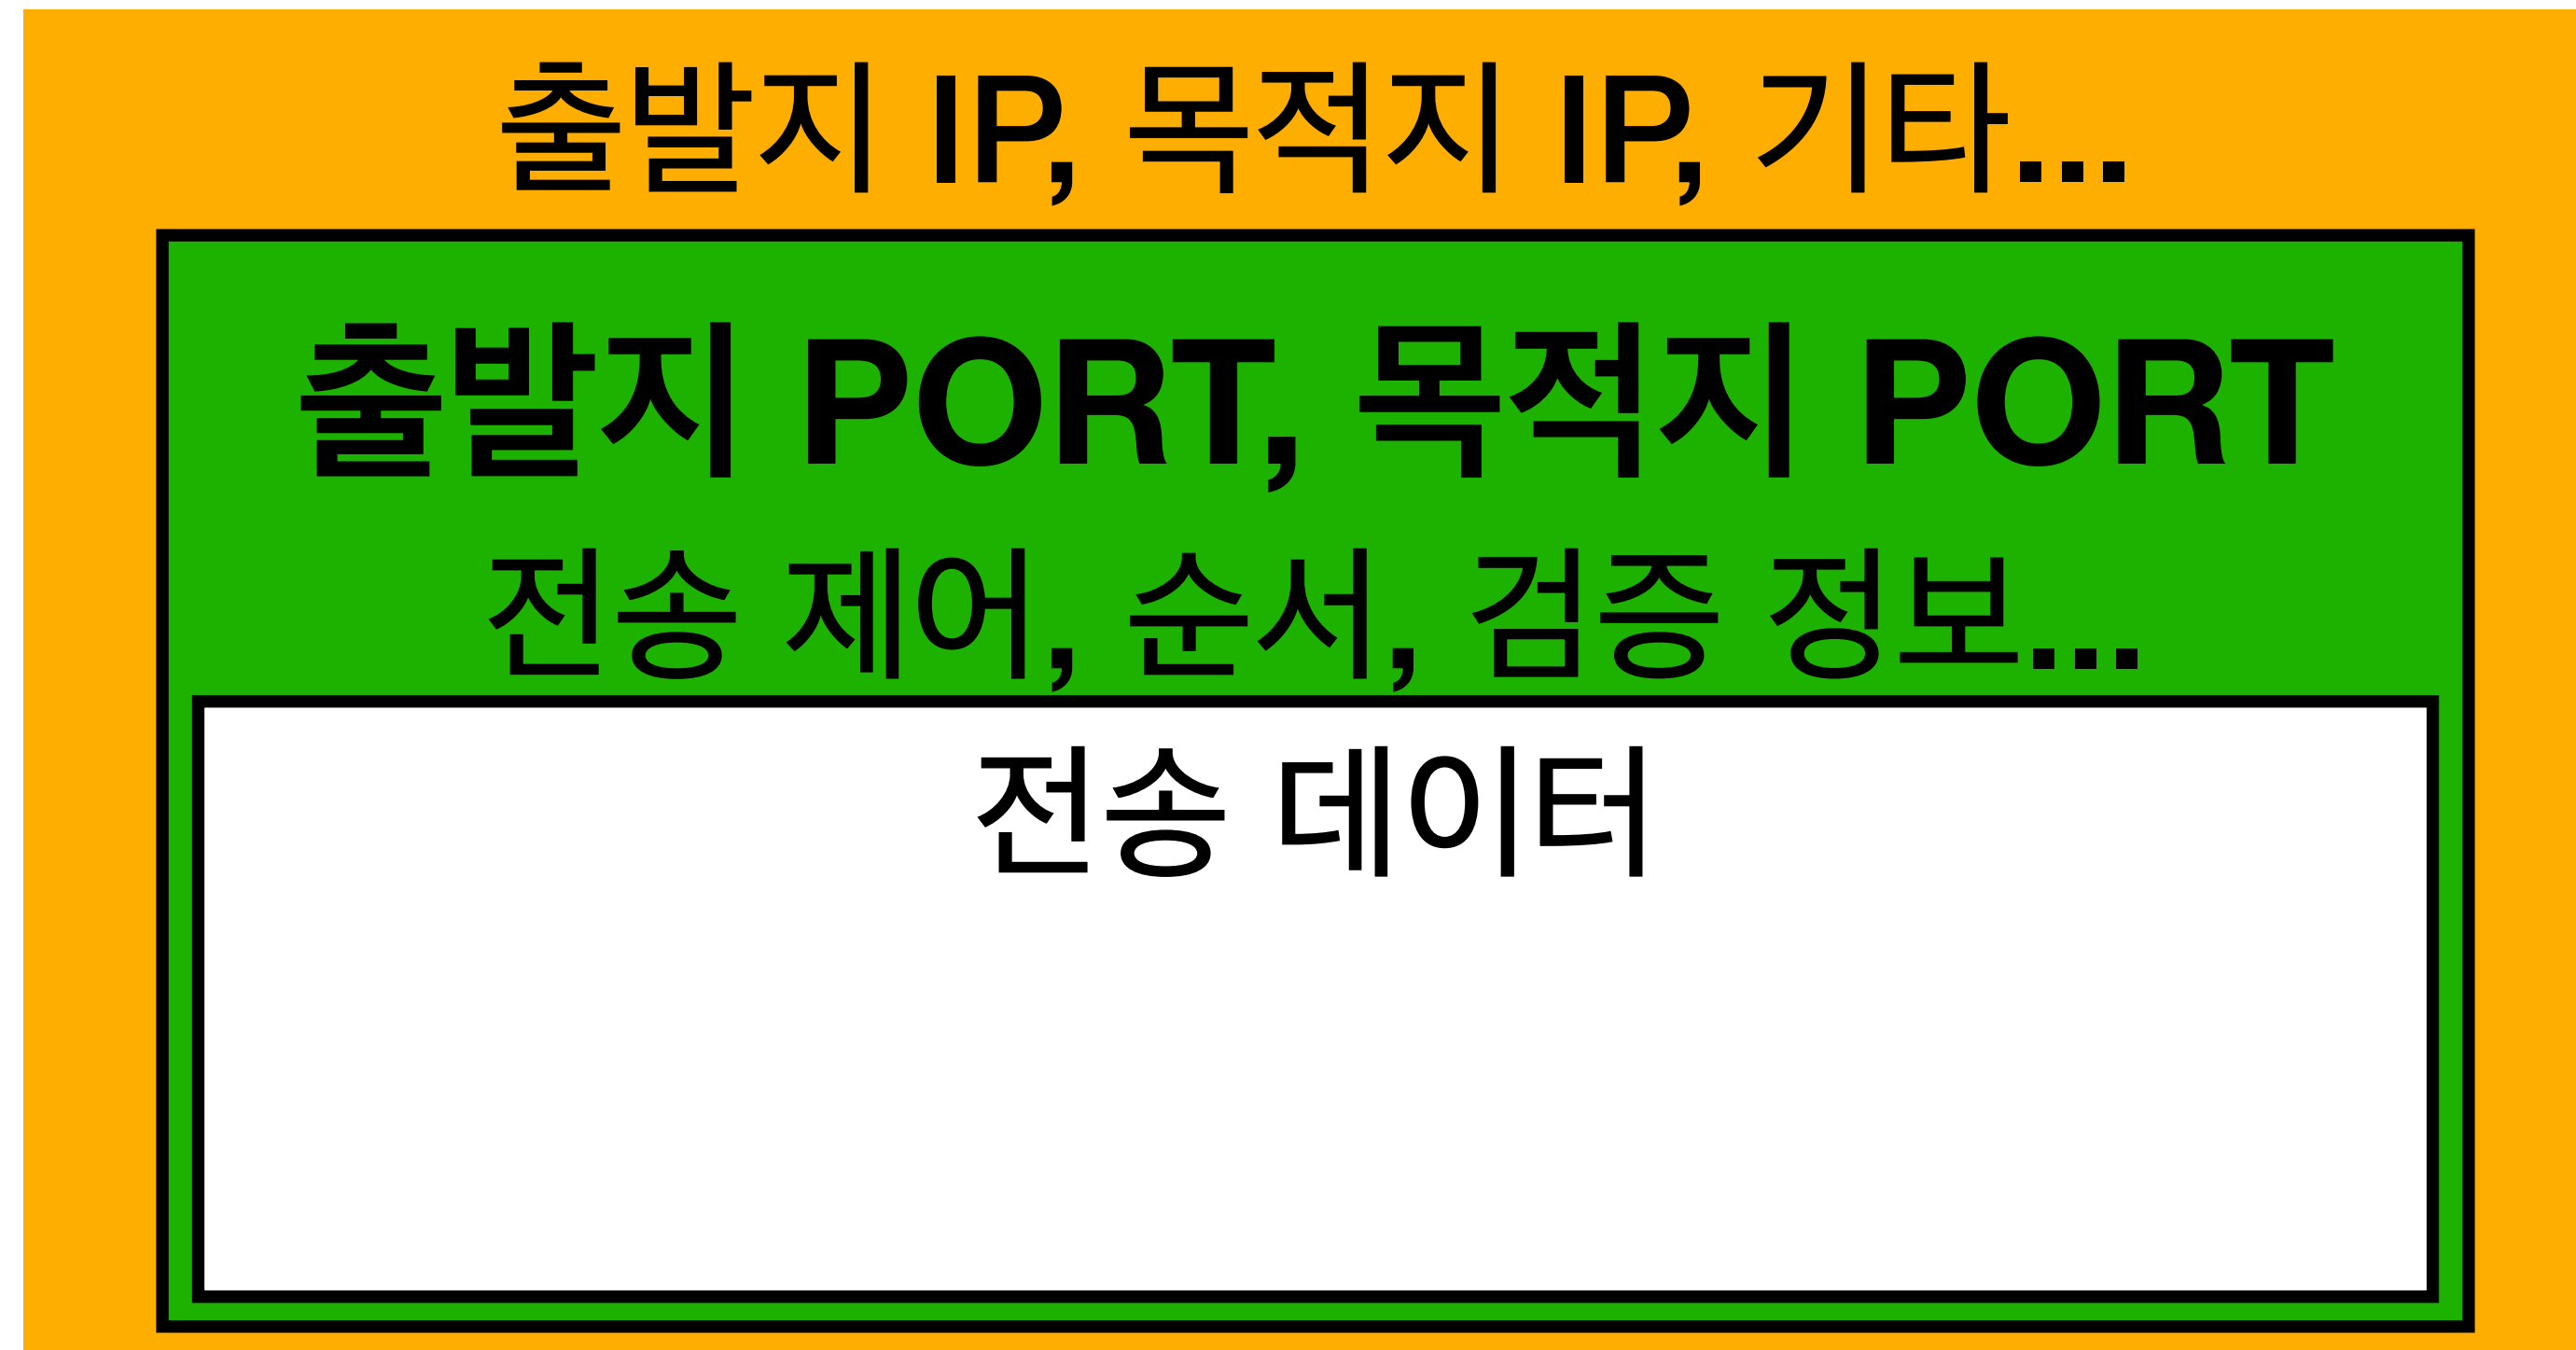 출발지 IP, 목적지 IP, 기타...
출발지 PORT, 목적지 PORT
전송 제어, 순서, 검증 정보...
전송 데이터